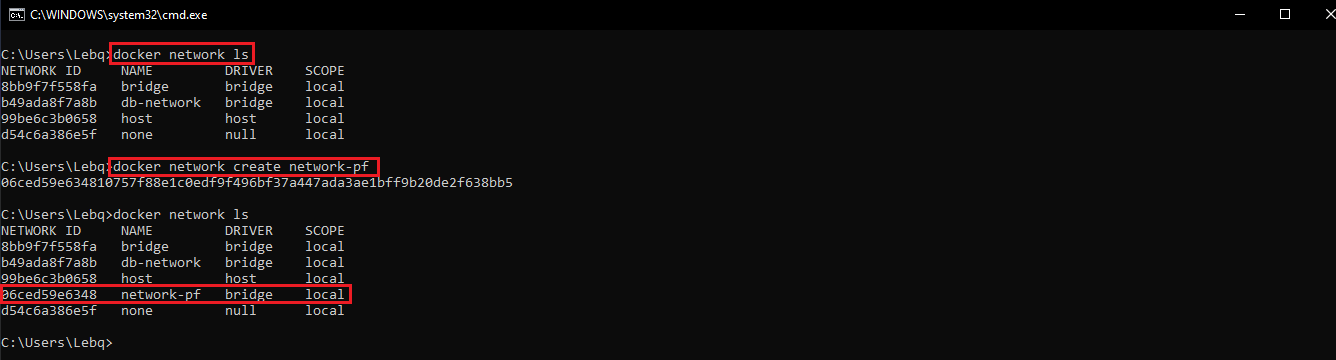 C:\WINDOWS\system32\cmd.exe
C:\Users\Lebq>docker network ls
NETWORK ID     NAME         DRIVER    SCOPE
8bb9f7f558fa   bridge       bridge    local
b49ada8f7a8b   db-network   bridge    local
99be6c3b0658   host         host      local
d54c6a386e5f   none         null      local
C:\Users\Lebq>docker network create network-pf
06ced59e634810757f88e1c0edf9f496bf37a447ada3ae1bff9b20de2f638bb5
C:\Users\Lebq>docker network ls
NETWORK ID     NAME         DRIVER    SCOPE
8bb9f7f558fa   bridge       bridge    local
b49ada8f7a8b   db-network   bridge    local
99be6c3b0658   host         host      local
06ced59e6348   network-pf   bridge    local
d54c6a386e5f   none         null      local
C:\Users\Lebq>